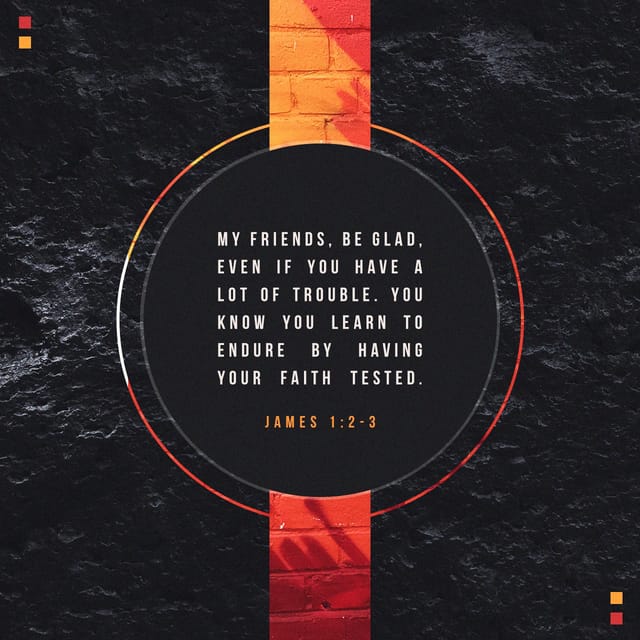 MY FRIENDS, BE GLAD,
EVEN IF YOU HAVE A
LOT OF TROUBLE. YOU
KNOW YOU LEARN TO
ENDURE BY HAVING
YOUR FAITH TESTED.
JAMES 1:2-3